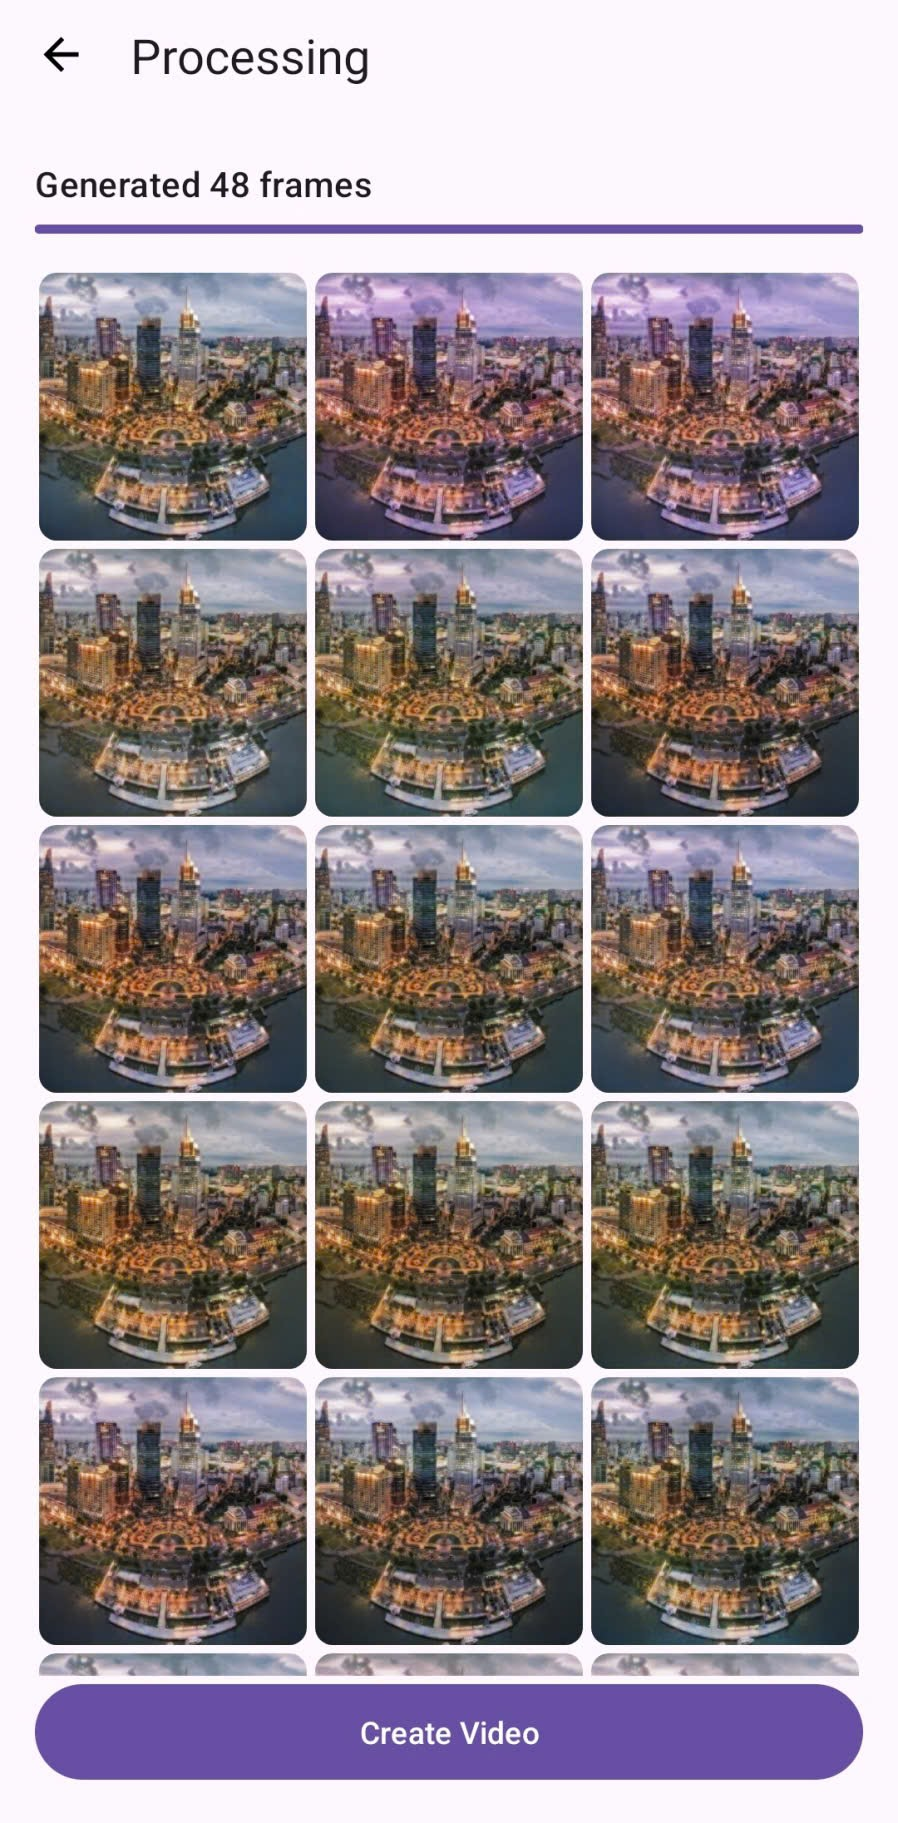 Processing
Generated 48 frames
Create Video